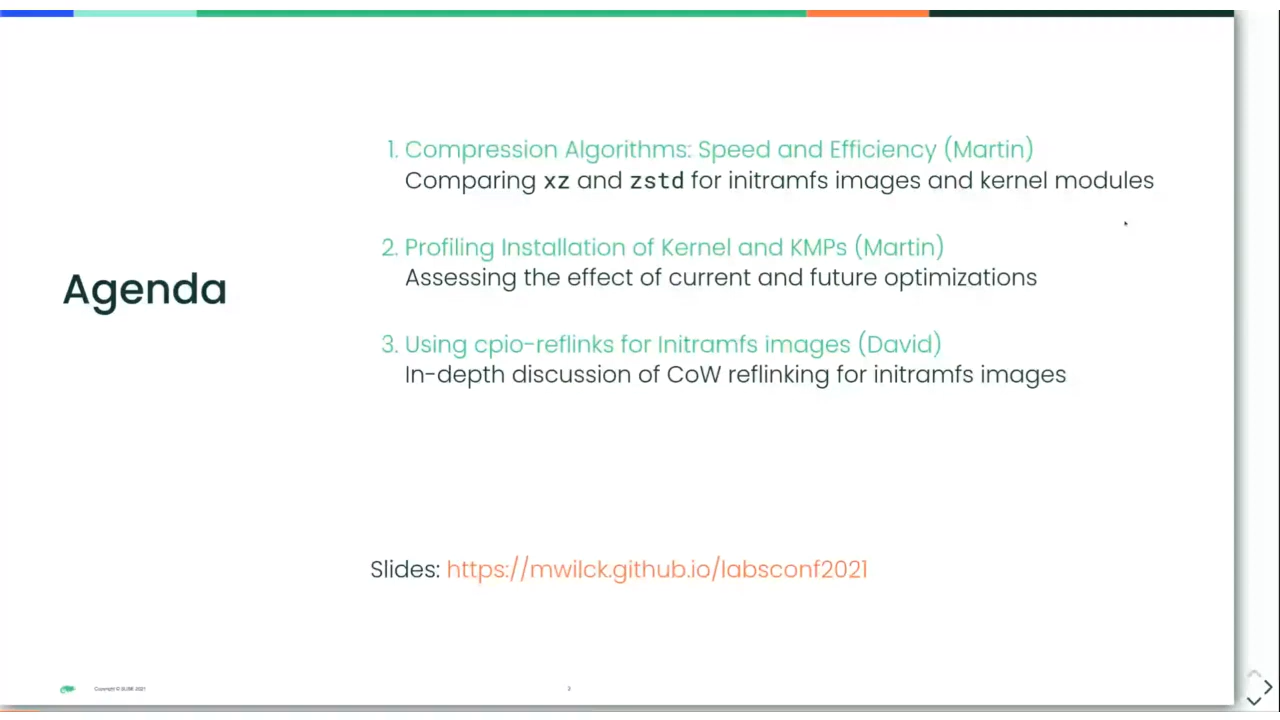 Agenda
1. Compression Algorithms: Speed and Efficiency (Martin)
Comparing xz and zstd for initramfs images and kernel modules
2. Profiling Installation of Kernel and KMPs (Martin)
Assessing the effect of current and future optimizations
3. Using cpio-reflinks for Initramfs images (David)
In-depth discussion of CoW reflinking for initramfs images
Slides: https://mwilck.github.io/labsconf2021
Copyright © SUSE 2021